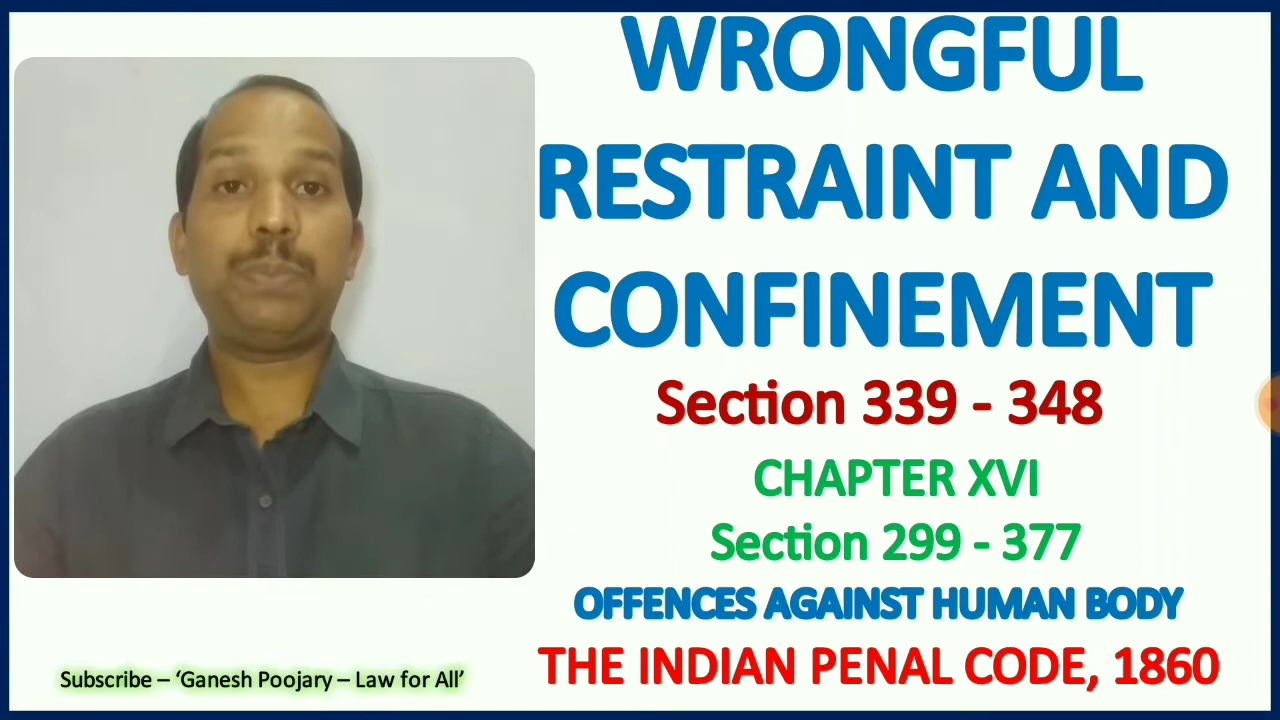 WRONGFUL
RESTRAINT AND
CONFINEMENT
Section 339 - 348
CHAPTER XVI
Section 299 - 377
OFFENCES AGAINST HUMAN BODY
THE INDIAN PENAL CODE, 1860
Subscribe – ‘Ganesh Poojary – Law for All’